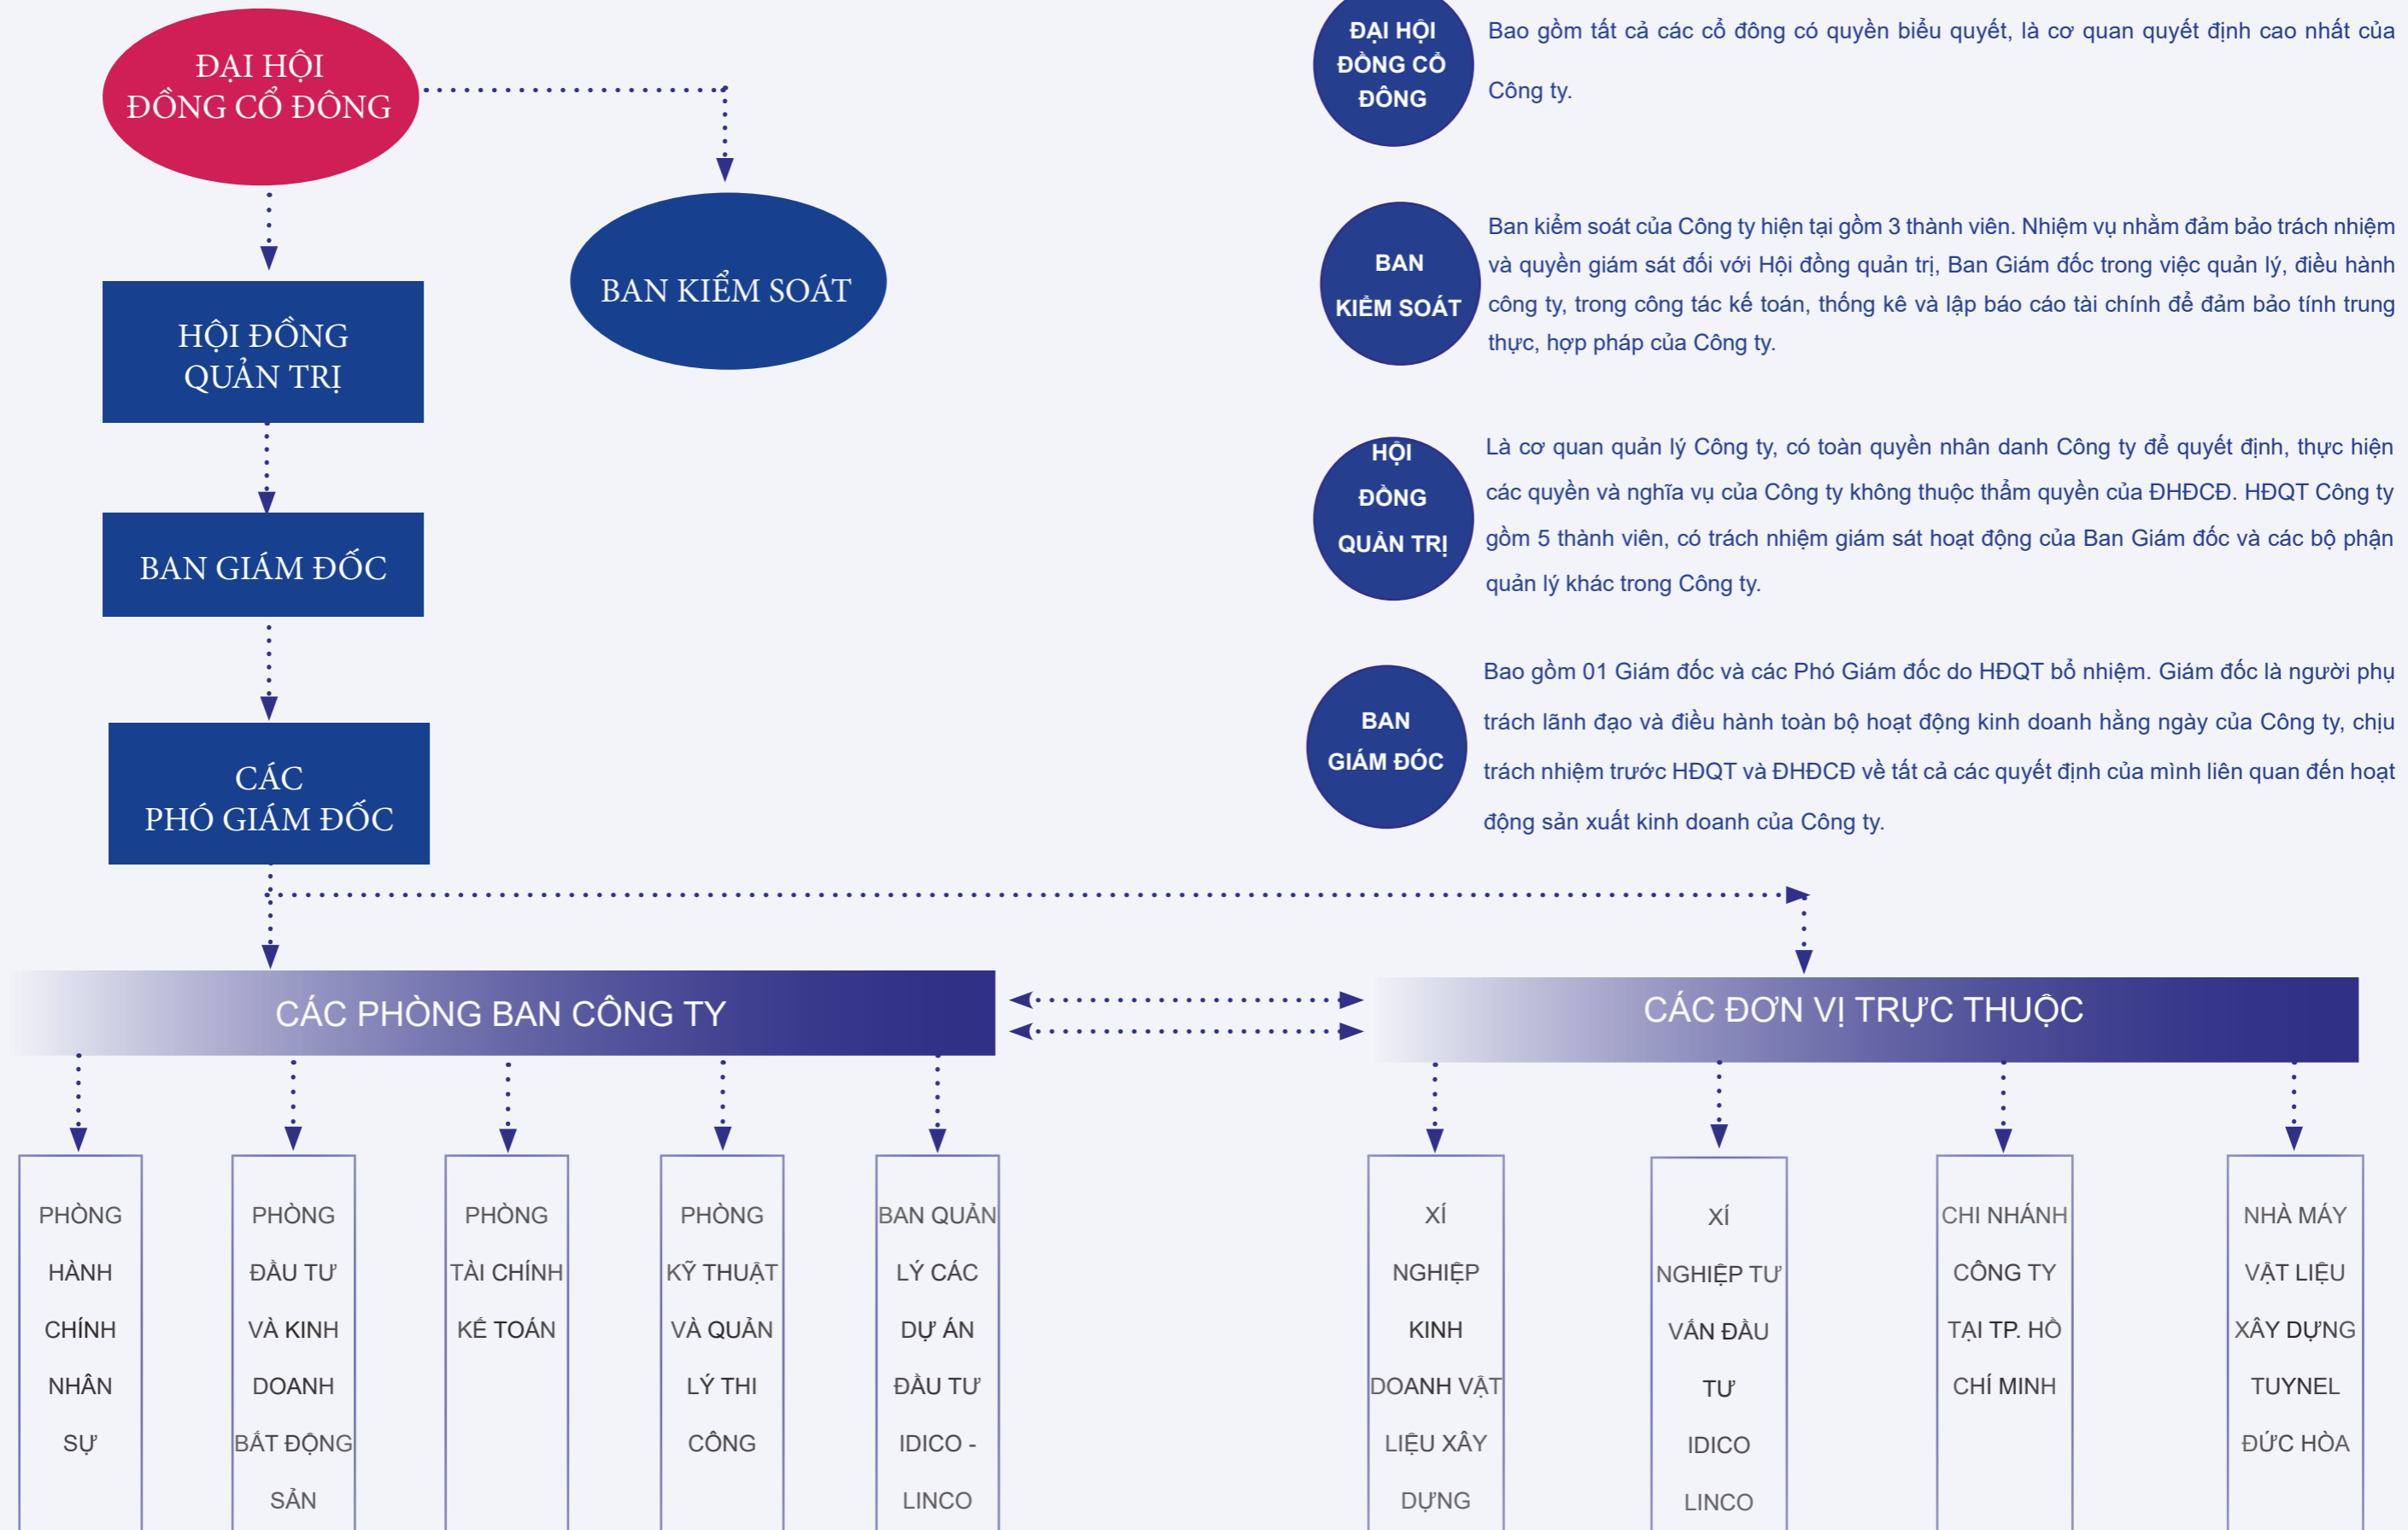 ĐẠI HỘI
ĐỒNG CỔ ĐÔNG
BAN KIỂM SOÁT
HỘI ĐỒNG
QUẢN TRỊ
BAN GIÁM ĐỐC
CÁC
PHÓ GIÁM ĐỐC
ĐẠI HỘI
ĐỒNG CỔ
ĐÔNG
Bao gồm tất cả các cổ đông có quyền biểu quyết, là cơ quan quyết định cao nhất của
Công ty.
BAN
KIỂM SOÁT
Ban kiểm soát của Công ty hiện tại gồm 3 thành viên. Nhiệm vụ nhằm đảm bảo trách nhiệm
và quyền giám sát đối với Hội đồng quản trị, Ban Giám đốc trong việc quản lý, điều hành
công ty, trong công tác kế toán, thống kê và lập báo cáo tài chính để đảm bảo tính trung
thực, hợp pháp của Công ty.
HỘI
ĐỒNG
QUẢN TRỊ
Là cơ quan quản lý Công ty, có toàn quyền nhân danh Công ty để quyết định, thực hiện
các quyền và nghĩa vụ của Công ty không thuộc thẩm quyền của ĐHĐCĐ. HĐQT Công ty
gồm 5 thành viên, có trách nhiệm giám sát hoạt động của Ban Giám đốc và các bộ phận
quản lý khác trong Công ty.
BAN
GIÁM ĐỐC
Bao gồm 01 Giám đốc và các Phó Giám đốc do HĐQT bổ nhiệm. Giám đốc là người phụ
trách lãnh đạo và điều hành toàn bộ hoạt động kinh doanh hằng ngày của Công ty, chịu
trách nhiệm trước HĐQT và ĐHĐCĐ về tất cả các quyết định của mình liên quan đến hoạt
động sản xuất kinh doanh của Công ty.
CÁC PHÒNG BAN CÔNG TY
CÁC ĐƠN VỊ TRỰC THUỘC
PHÒNG
HÀNH
CHÍNH
NHÂN
SỰ
PHÒNG
ĐẦU TƯ
VÀ KINH
DOANH
BẤT ĐỘNG
SẢN
PHÒNG
TÀI CHÍNH
KẾ TOÁN
PHÒNG
KỸ THUẬT
VÀ QUẢN
LÝ THI
CÔNG
BAN QUẢN
LÝ CÁC
DỰ ÁN
ĐẦU TƯ
IDICO -
LINCO
XÍ
NGHIỆP
KINH
DOANH VẬT
LIỆU XÂY
DỰNG
XÍ
NGHIỆP TƯ
VẤN ĐẦU
TƯ
IDICO
LINCO
CHI NHÁNH
CÔNG TY
TẠI TP. HỒ
CHÍ MINH
NHÀ MÁY
VẬT LIỆU
XÂY DỰNG
TUYNEL
ĐỨC HÒA